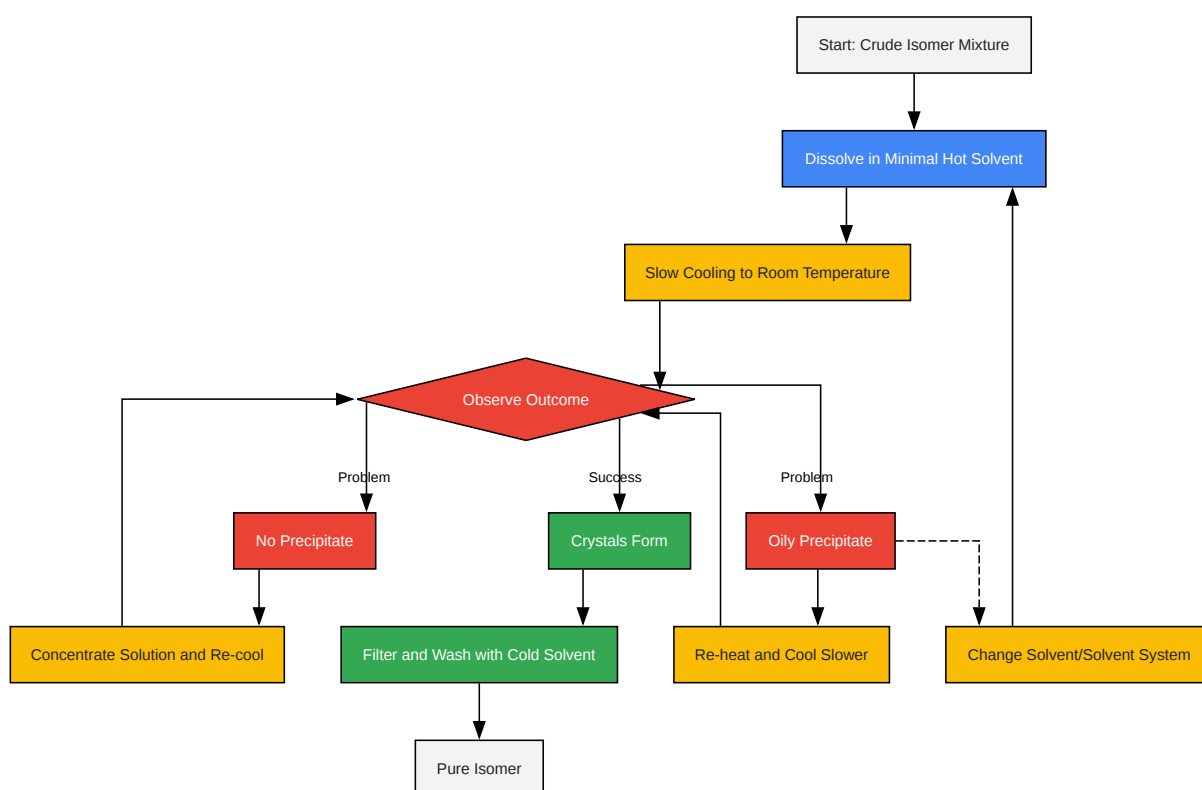 Start: Crude Isomer Mixture
Dissolve in Minimal Hot Solvent
Slow Cooling to Room Temperature
Observe Outcome
Problem
Success
Problem
No Precipitate
Crystals Form
Oily Precipitate
Concentrate Solution and Re-cool
Filter and Wash with Cold Solvent
Re-heat and Cool Slower
Change Solvent/Solvent System
Pure Isomer